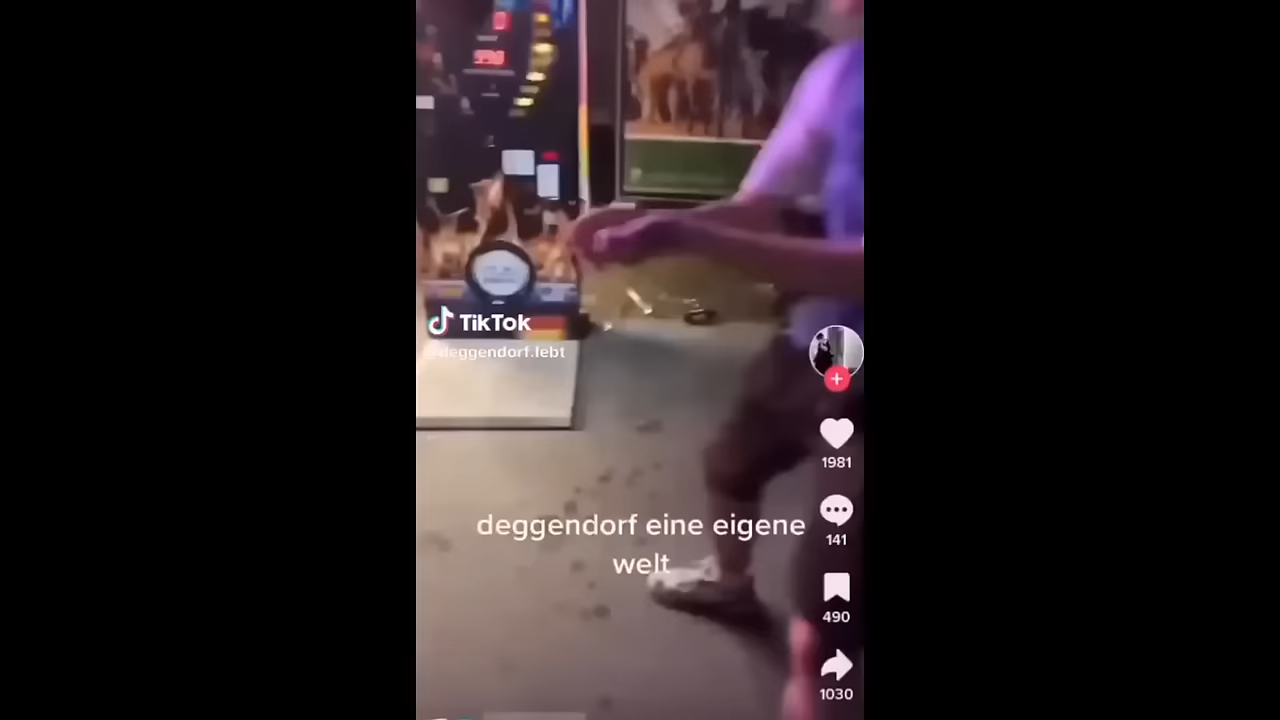 TikTok
@deggendorf.lebt
1981
deggendorf eine eigene
welt
141
490
1030